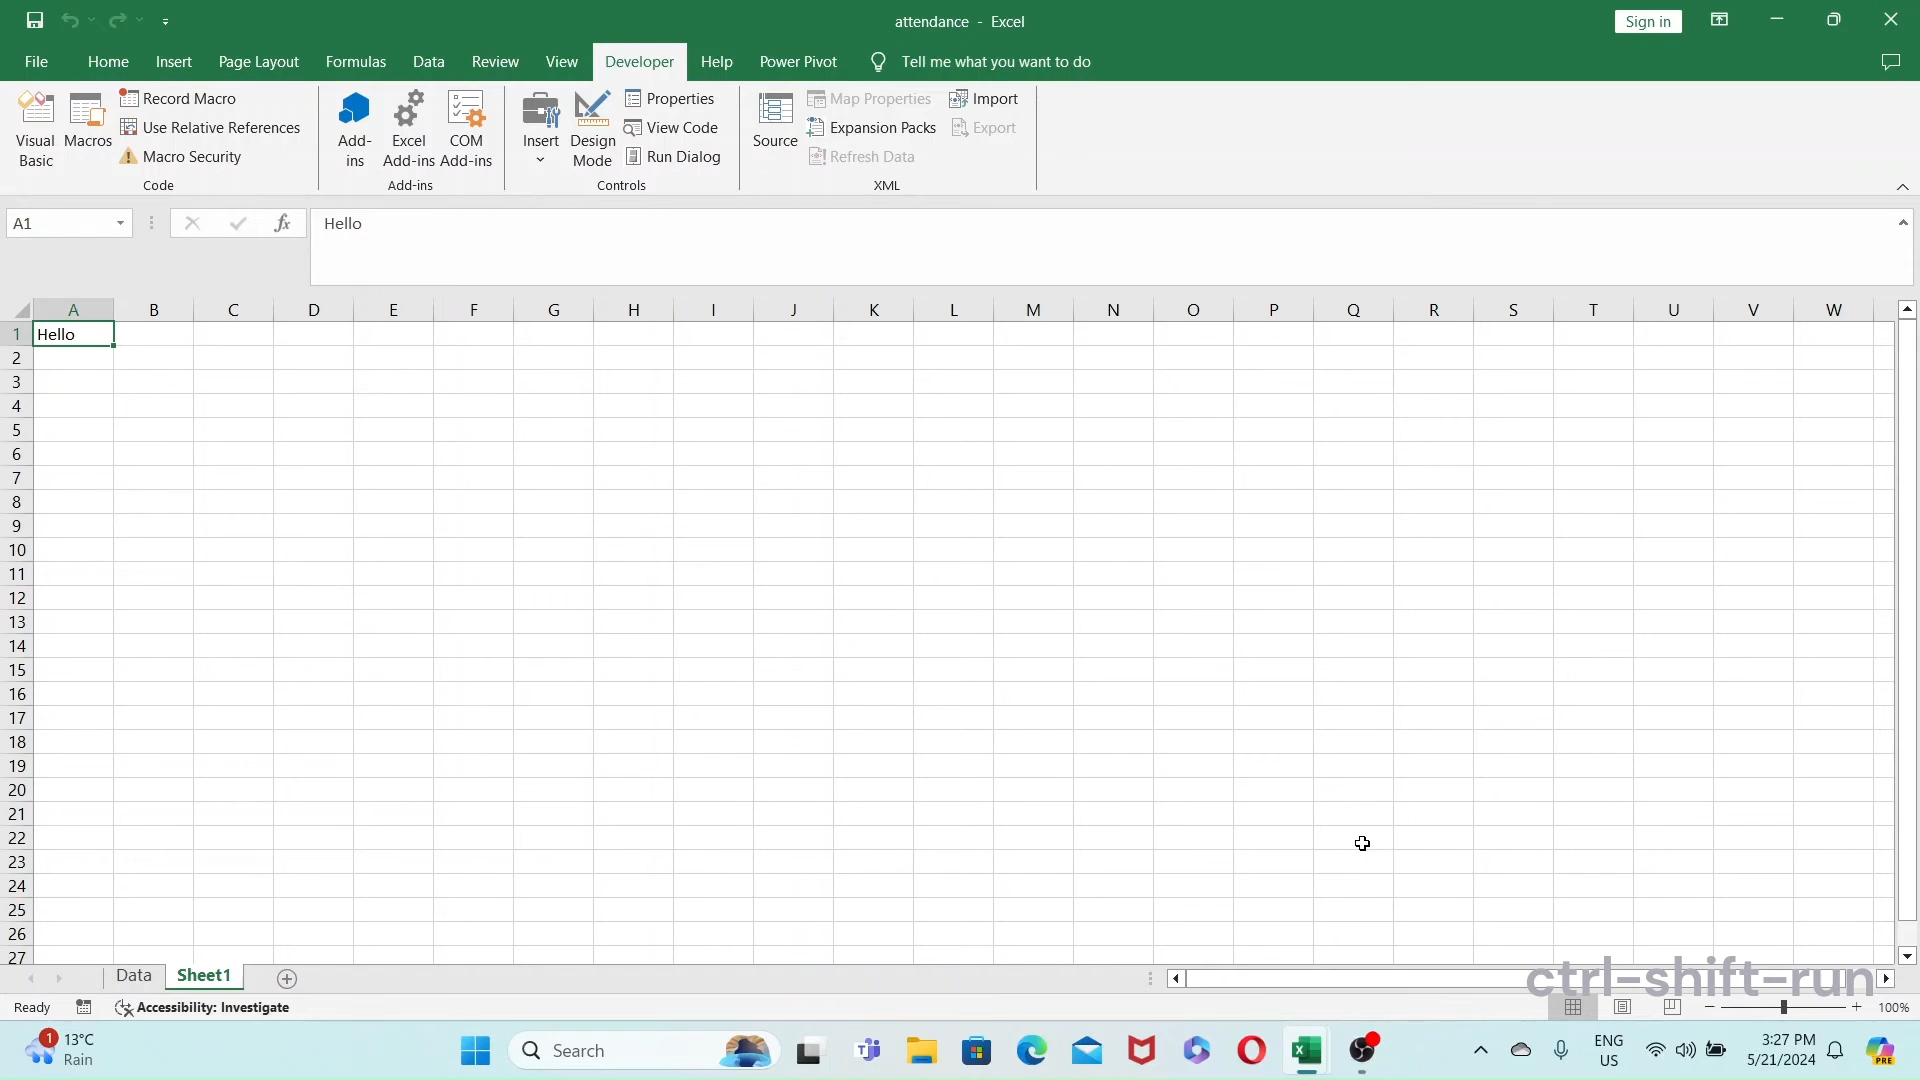 attendance - Excel
Sign in
File Home Insert Page Layout Formulas Data Review View Developer Help Power Pivot Tell me what you want to do
Visual Basic
Macros
Record Macro
Use Relative References
Macro Security
Code
Add-ins
Excel Add-ins
COM Add-ins
Add-ins
Insert
Design Mode
Properties
View Code
Run Dialog
Controls
Source
Map Properties
Expansion Packs
Refresh Data
Import
Export
XML
A1
fx
Hello
A B C D E F G H I J K L M N O P Q R S T U V W
1 Hello
2
3
4
5
6
7
8
9
10
11
12
13
14
15
16
17
18
19
20
21
22
23
24
25
26
27
Data Sheet1
ctrl-shift-run
Ready Accessibility: Investigate 100%
1 13°C
Rain
Search
ENG
US
3:27 PM
5/21/2024
PRE